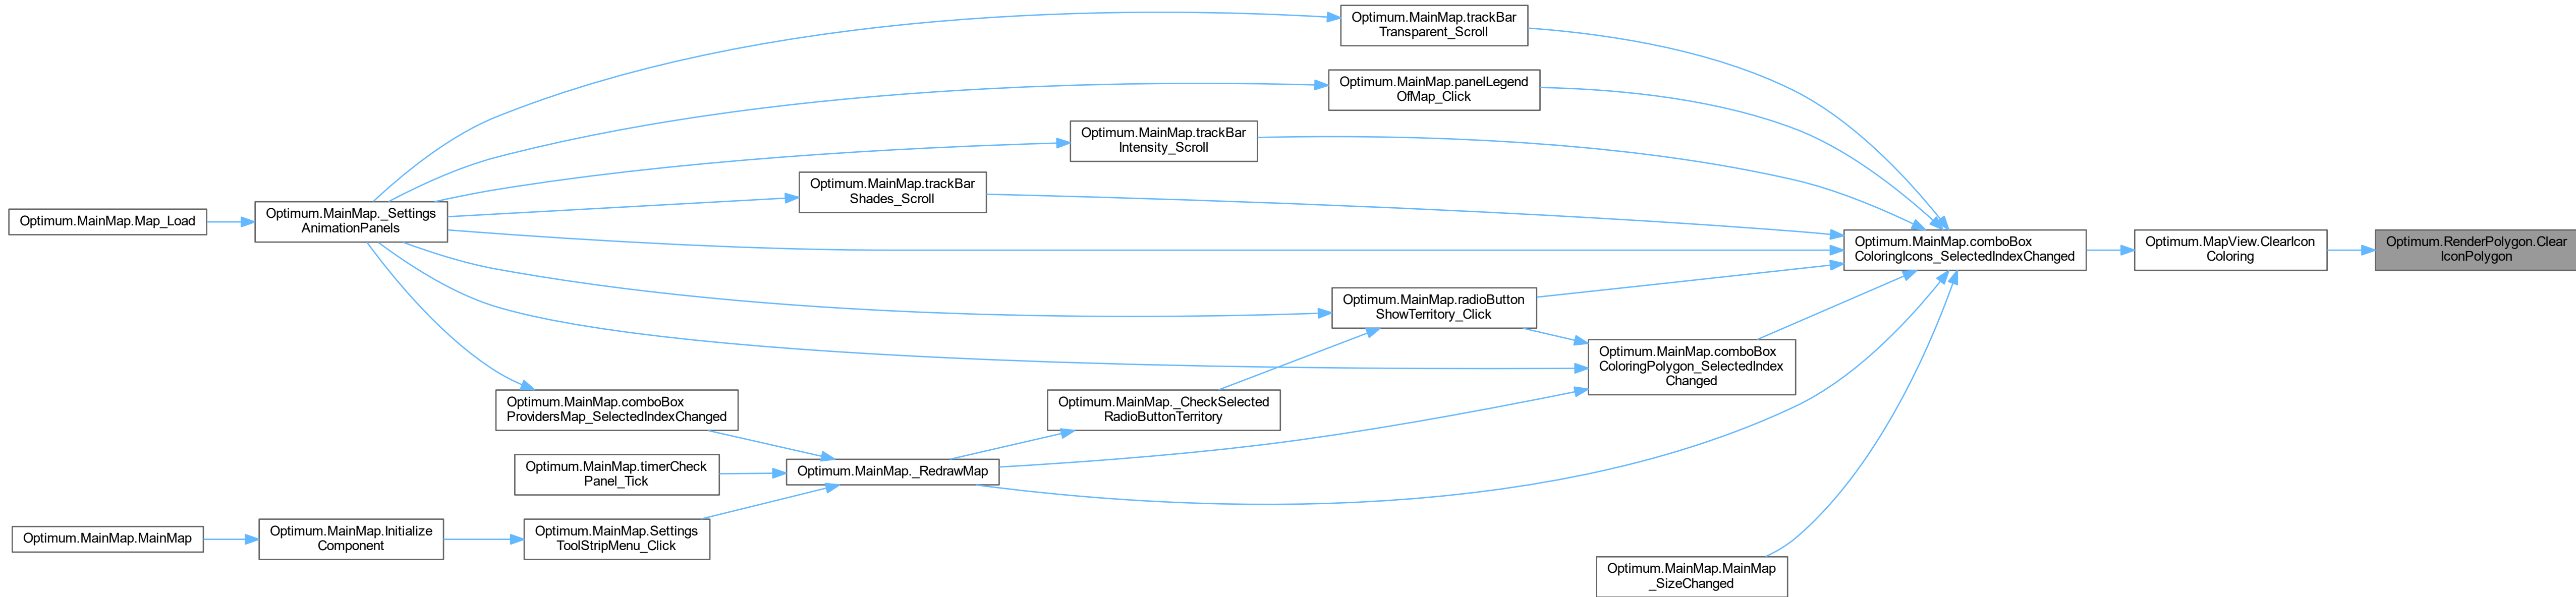 Optimum.MainMap.trackBar
Transparent_Scroll
Optimum.MainMap.panelLegend
OfMap_Click
Optimum.MainMap.trackBar
Intensity_Scroll
Optimum.MainMap.trackBar
Shades_Scroll
Optimum.MainMap.Map_Load
Optimum.MainMap._Settings
AnimationPanels
Optimum.MainMap.comboBox
ColoringIcons_SelectedIndexChanged
Optimum.MapView.ClearIcon
Coloring
Optimum.RenderPolygon.Clear
IconPolygon
Optimum.MainMap.radioButton
ShowTerritory_Click
Optimum.MainMap.comboBox
ColoringPolygon_SelectedIndex
Changed
Optimum.MainMap.comboBox
ProvidersMap_SelectedIndexChanged
Optimum.MainMap._CheckSelected
RadioButtonTerritory
Optimum.MainMap.timerCheck
Panel_Tick
Optimum.MainMap._RedrawMap
Optimum.MainMap.MainMap
Optimum.MainMap.Initialize
Component
Optimum.MainMap.Settings
ToolStripMenu_Click
Optimum.MainMap.MainMap
_SizeChanged